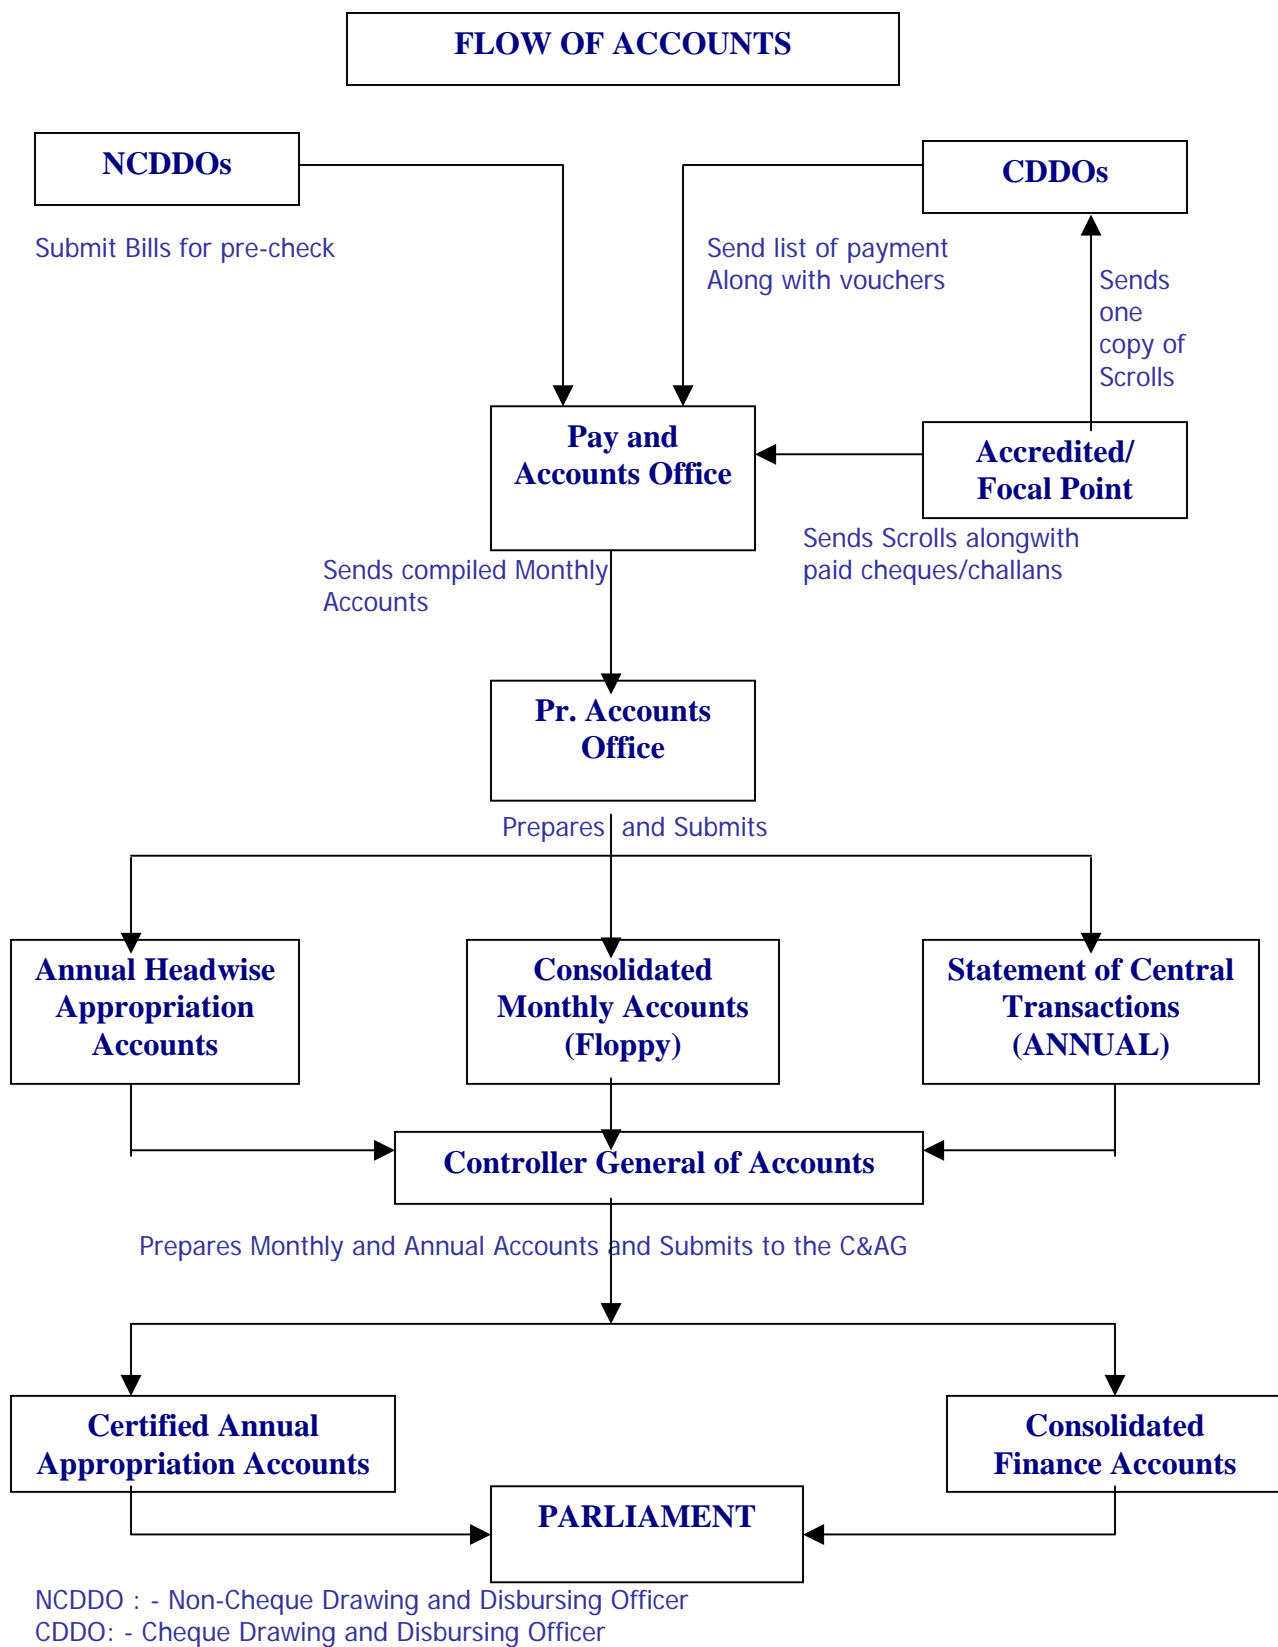 FLOW OF ACCOUNTS
NCDDOs
CDDOs
Submit Bills for pre-check
Send list of payment
Along with vouchers
Sends
one
copy of
Scrolls
Pay and
Accounts Office
Accredited/
Focal Point
Sends Scrolls alongwith
paid cheques/challans
Sends compiled Monthly
Accounts
Pr. Accounts
Office
Prepares and Submits
Annual Headwise
Appropriation
Accounts
Consolidated
Monthly Accounts
(Floppy)
Statement of Central
Transactions
(ANNUAL)
Controller General of Accounts
Prepares Monthly and Annual Accounts and Submits to the C&AG
Certified Annual
Appropriation Accounts
Consolidated
Finance Accounts
PARLIAMENT
NCDDO : - Non-Cheque Drawing and Disbursing Officer
CDDO: - Cheque Drawing and Disbursing Officer